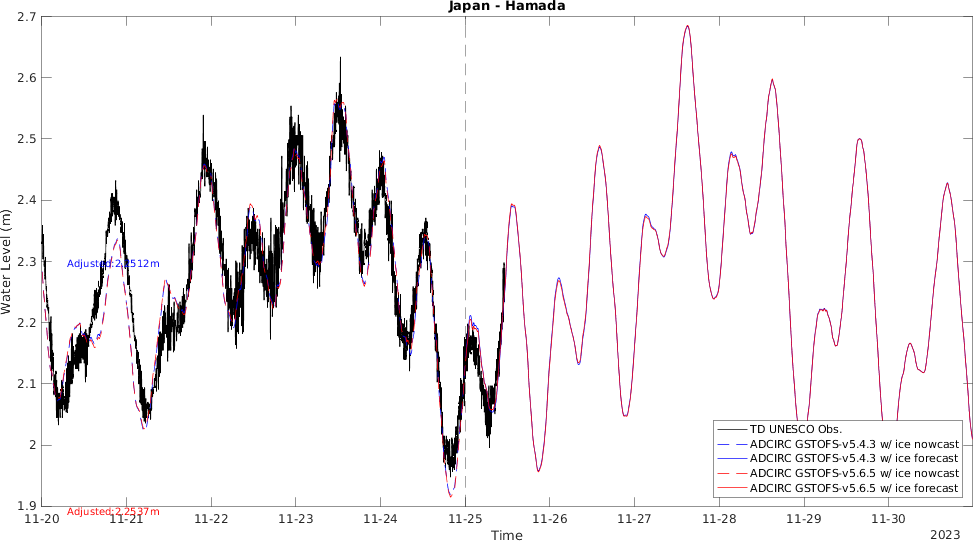 Japan - Hamada
2.7
2.6
2.5
2.4
2.3
2.2
2.1
2
1.9
Water Level (m)
Adjusted:2.2512m
Adjusted:2.2537m
TD UNESCO Obs.
ADCIRC GSTOFS-v5.4.3 w/ ice nowcast
ADCIRC GSTOFS-v5.4.3 w/ ice forecast
ADCIRC GSTOFS-v5.6.5 w/ ice nowcast
ADCIRC GSTOFS-v5.6.5 w/ ice forecast
11-20 11-21 11-22 11-23 11-24 11-25 11-26 11-27 11-28 11-29 11-30
Time
2023